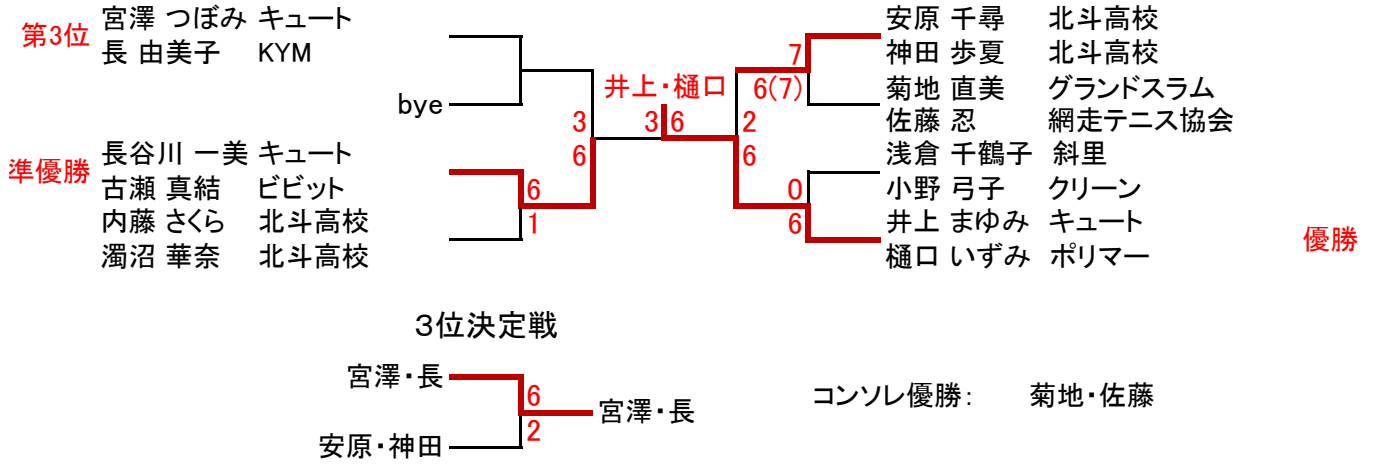 第3位
宮澤 つぼみ キュート
長 由美子 KYM
bye
準優勝
長谷川 一美 キュート
古瀬 真結 ビビット
内藤 さくら 北斗高校
濁沼 華奈 北斗高校
6
1
3
6
井上・樋口
3 6
7
6(7)
2
6
0
6
安原 千尋 北斗高校
神田 歩夏 北斗高校
菊地 直美 グランドスラム
佐藤 忍 網走テニス協会
浅倉 千鶴子 斜里
小野 弓子 クリーン
井上 まゆみ キュート
樋口 いずみ ポリマー
優勝
3位決定戦
宮澤・長
6
2
宮澤・長
安原・神田
コンソレ優勝: 菊地・佐藤